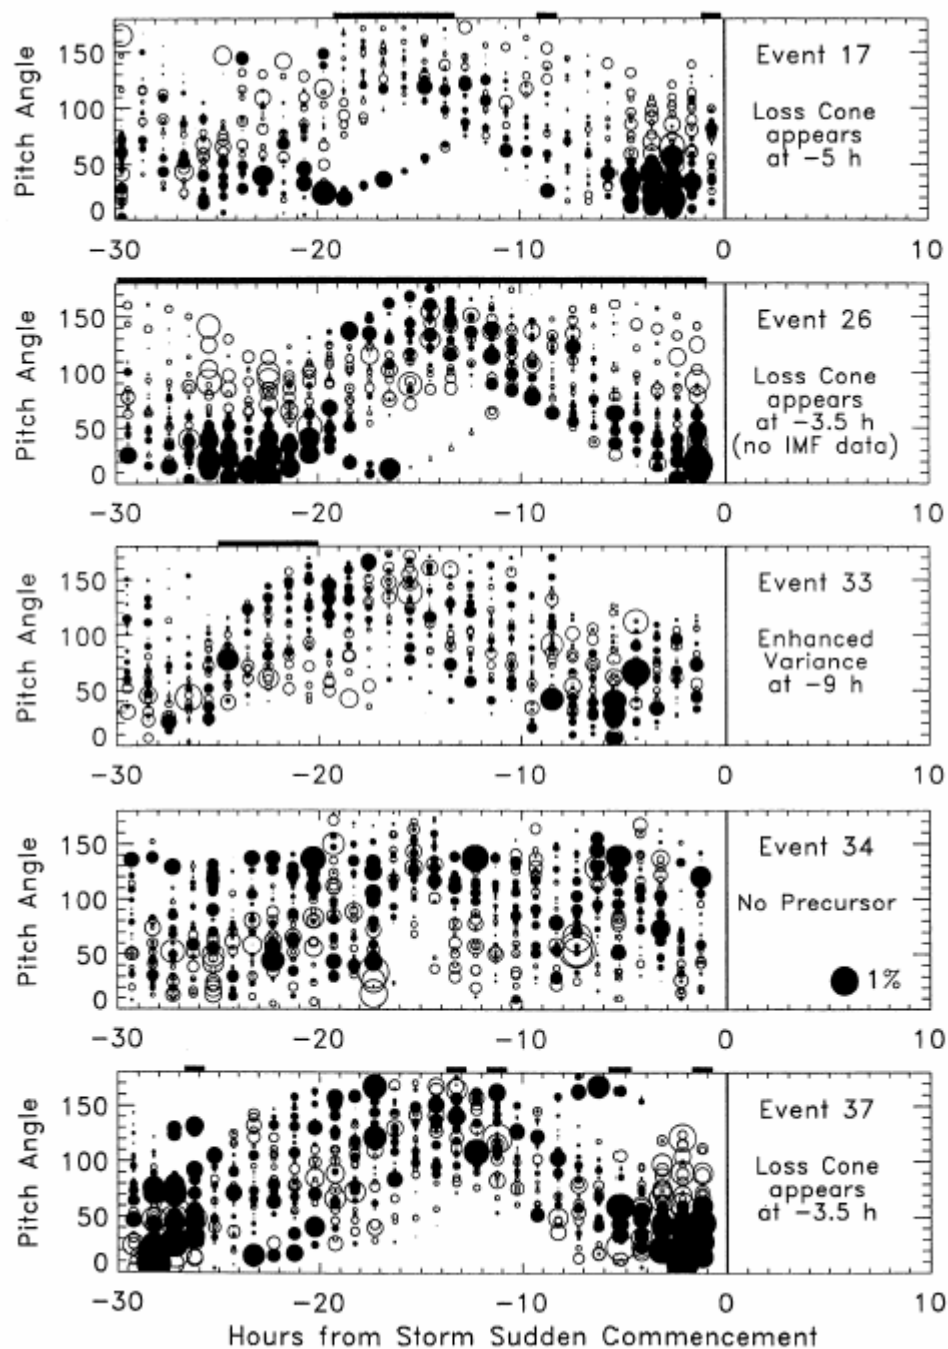 150
100
50
0
Pitch Angle
Event 17
Loss Cone
appears
at −5 h
−30
−20
−10
0
10
150
100
50
0
Pitch Angle
Event 26
Loss Cone
appears
at −3.5 h
(no IMF data)
−30
−20
−10
0
10
150
100
50
0
Pitch Angle
Event 33
Enhanced
Variance
at −9 h
−30
−20
−10
0
10
150
100
50
0
Pitch Angle
Event 34
No Precursor
1%
−30
−20
−10
0
10
150
100
50
0
Pitch Angle
Event 37
Loss Cone
appears
at −3.5 h
−30
−20
−10
0
10
Hours from Storm Sudden Commencement